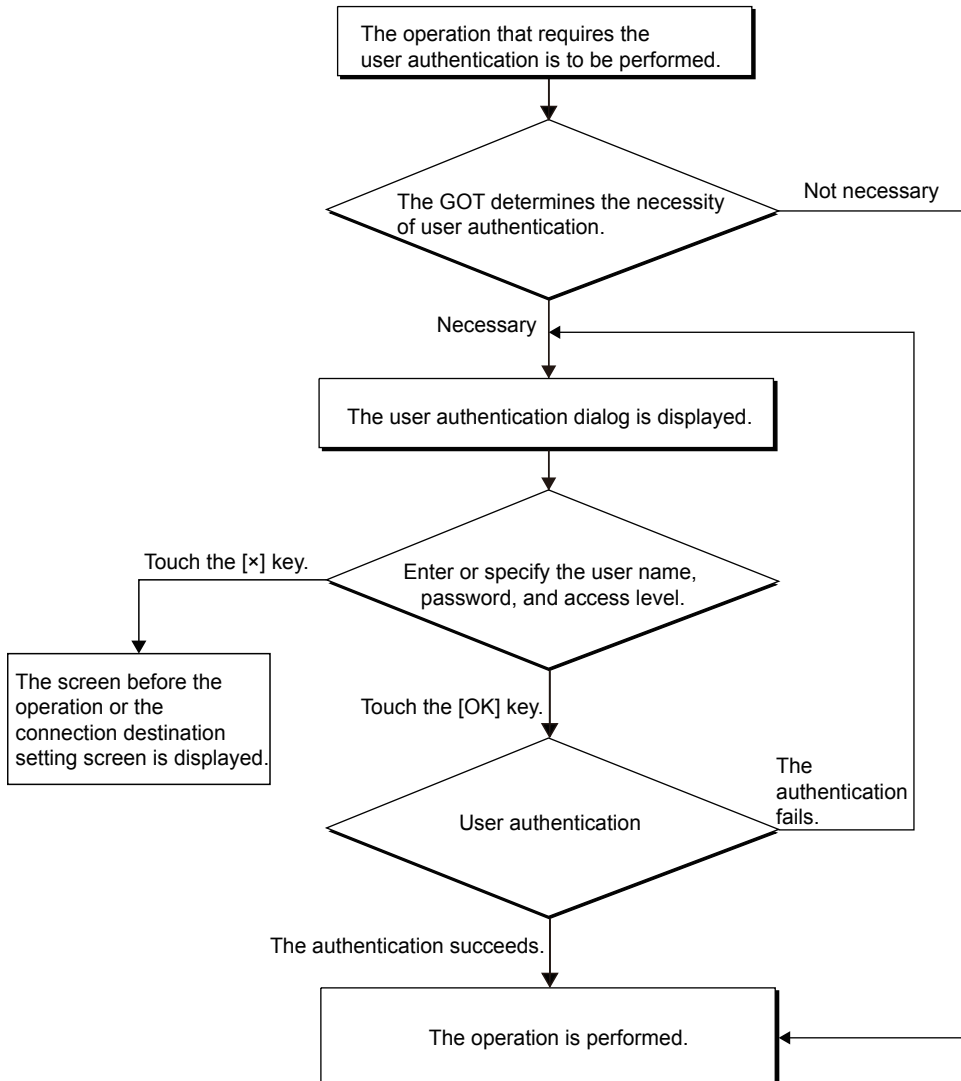 The operation that requires the
user authentication is to be performed.
The GOT determines the necessity
of user authentication.
Not necessary
Necessary
The user authentication dialog is displayed.
Touch the [×] key.
Enter or specify the user name,
password, and access level.
The screen before the
operation or the
connection destination
setting screen is displayed.
Touch the [OK] key.
The
authentication
fails.
User authentication
The authentication succeeds.
The operation is performed.